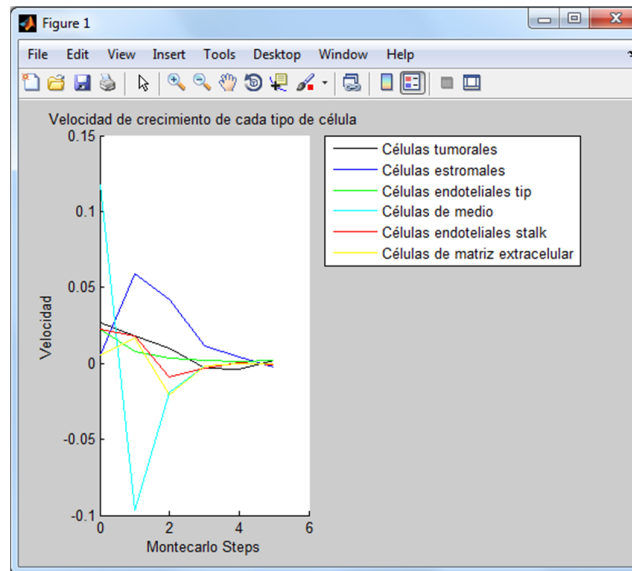 Figure 1
File Edit View Insert Tools Desktop Window Help
Velocidad de crecimiento de cada tipo de célula
0.15
0.1
0.05
0
-0.05
-0.1
Velocidad
0 2 4 6
Montecarlo Steps
Células tumorales
Células estromales
Células endoteliales tip
Células de medio
Células endoteliales stalk
Células de matriz extracelular